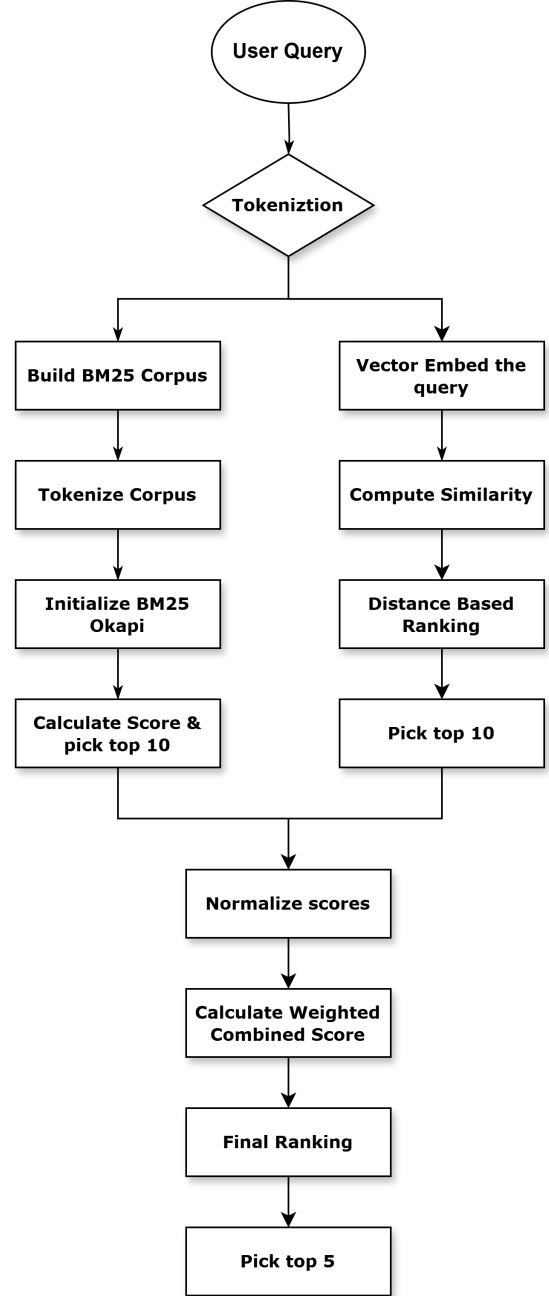 User Query
Tokeniztion
Build BM25 Corpus
Tokenize Corpus
Initialize BM25
Okapi
Calculate Score &
pick top 10
Vector Embed the
query
Compute Similarity
Distance Based
Ranking
Pick top 10
Normalize scores
Calculate Weighted
Combined Score
Final Ranking
Pick top 5